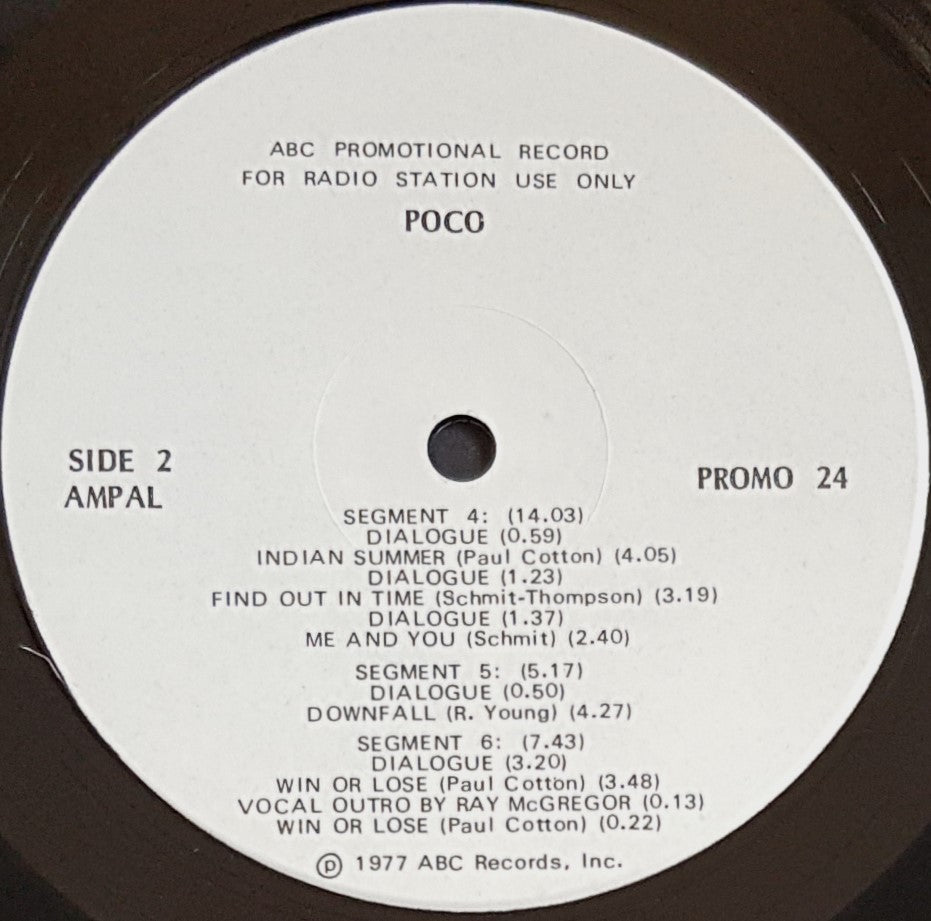 ABC PROMOTIONAL RECORD
FOR RADIO STATION USE ONLY
POCO
SIDE 2
AMPAL
PROMO 24
SEGMENT 4: (14.03)
DIALOGUE (0.59)
INDIAN SUMMER (Paul Cotton) (4.05)
DIALOGUE (1.23)
FIND OUT IN TIME (Schmit-Thompson) (3.19)
DIALOGUE (1.37)
ME AND YOU (Schmit) (2.40)
SEGMENT 5: (5.17)
DIALOGUE (0.50)
DOWNFALL (R. Young) (4.27)
SEGMENT 6: (7.43)
DIALOGUE (3.20)
WIN OR LOSE (Paul Cotton) (3.48)
VOCAL OUTRO BY RAY McGREGOR (0.13)
WIN OR LOSE (Paul Cotton) (0.22)
℗ 1977 ABC Records, Inc.